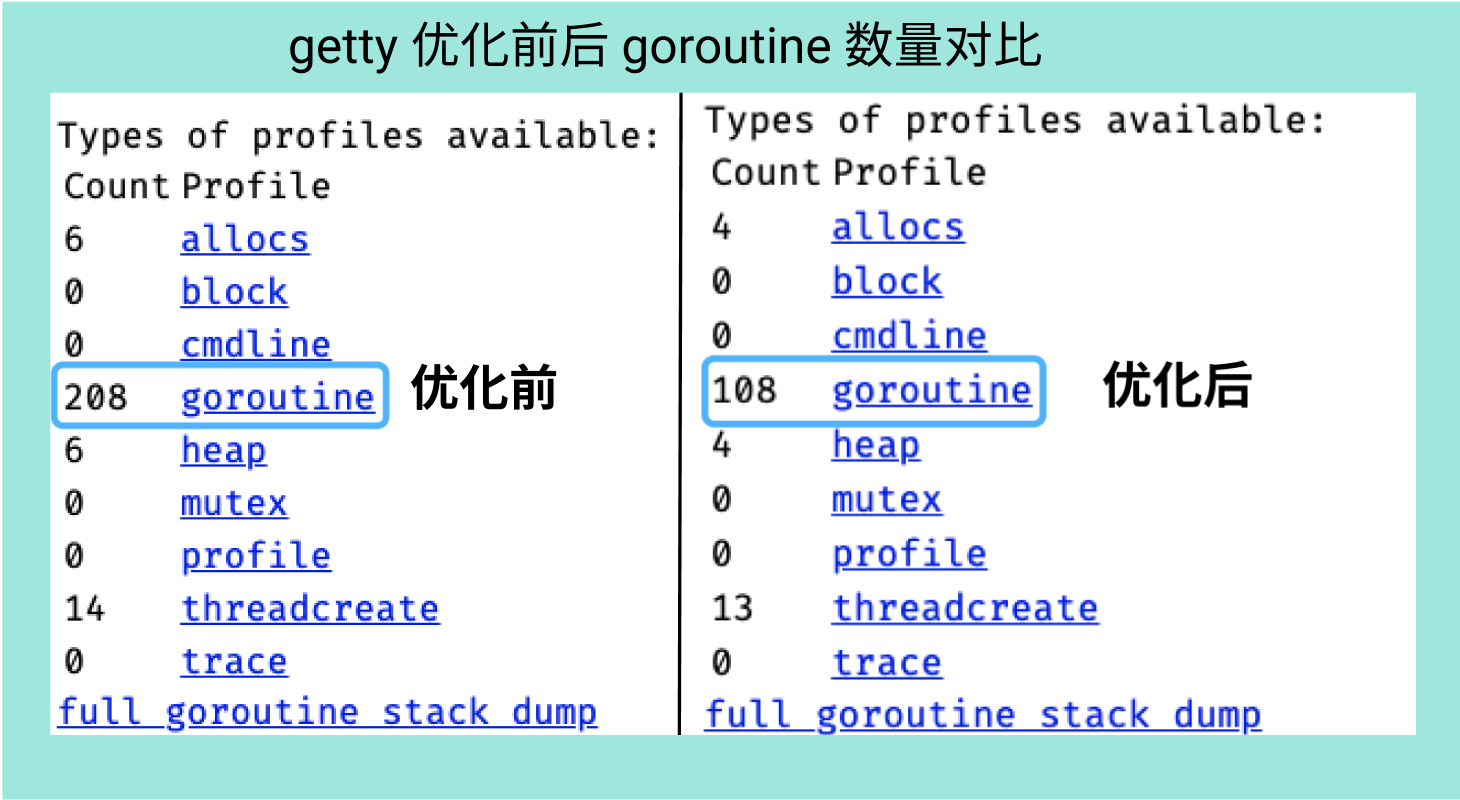 getty 优化前后 goroutine 数量对比
Types of profiles available:
Count Profile
6 allocs
0 block
0 cmdline
208 goroutine
优化前
6 heap
0 mutex
0 profile
14 threadcreate
0 trace
full goroutine stack dump
Types of profiles available:
Count Profile
4 allocs
0 block
0 cmdline
108 goroutine
优化后
4 heap
0 mutex
0 profile
13 threadcreate
0 trace
full goroutine stack dump